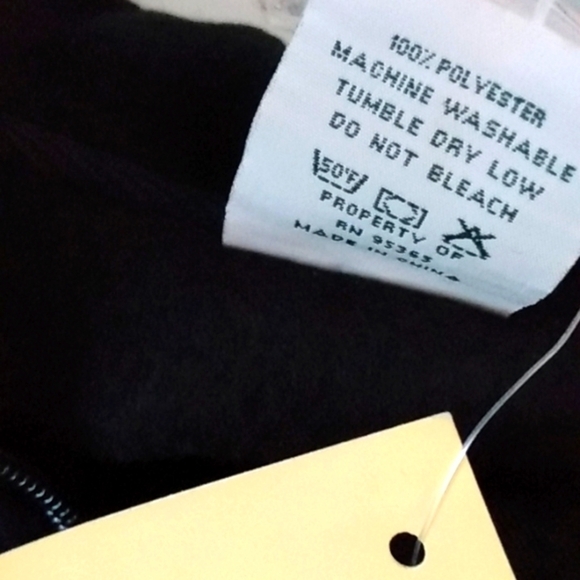 100% POLYESTER
MACHINE WASHABLE
TUMBLE DRY LOW
DO NOT BLEACH
50°F
PROPERTY OF
RN 95365
MADE IN CHINA